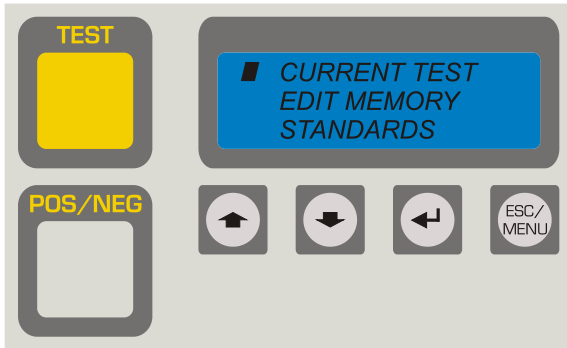 TEST
CURRENT TEST
EDIT MEMORY
STANDARDS
POS/NEG
ESC/
MENU